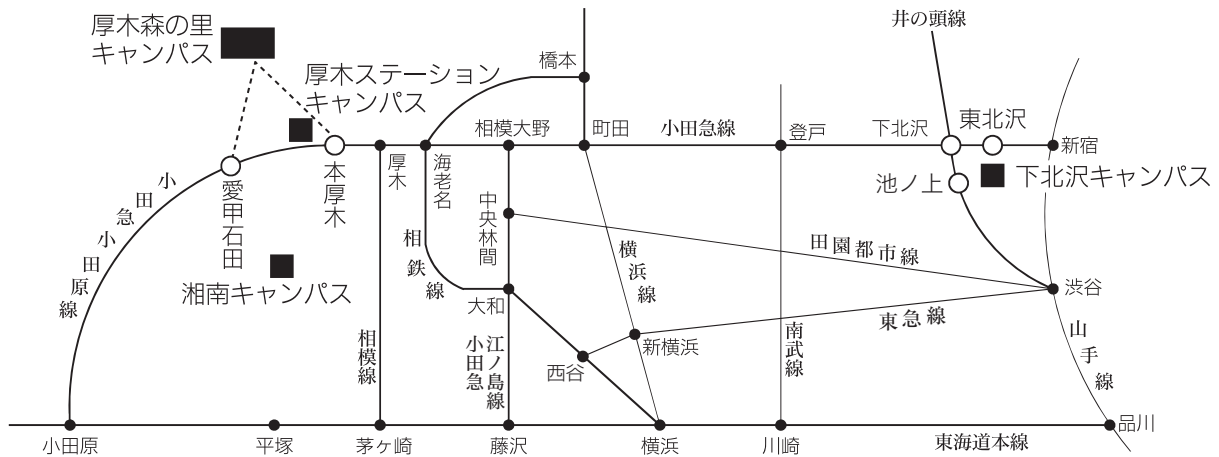 厚木森の里
キャンパス
厚木ステーション
キャンパス
橋本
井の頭線
相模大野
町田
小田急線
登戸
下北沢
東北沢
新宿
本厚木
厚木
海老名
愛甲石田
池ノ上
下北沢キャンパス
小田急小田原線
中央林間
相鉄線
横浜線
田園都市線
湘南キャンパス
大和
渋谷
東急線
相模線
小田急
江ノ島線
西谷
新横浜
南武線
山手線
小田原
平塚
茅ヶ崎
藤沢
横浜
川崎
東海道本線
品川